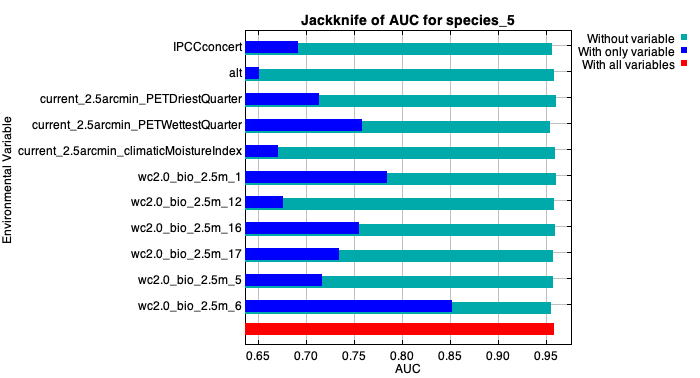 Jackknife of AUC for species_5
Without variable
With only variable
With all variables
Environmental Variable
IPCCconcert
alt
current_2.5arcmin_PETDriestQuarter
current_2.5arcmin_PETWettestQuarter
current_2.5arcmin_climaticMoistureIndex
wc2.0_bio_2.5m_1
wc2.0_bio_2.5m_12
wc2.0_bio_2.5m_16
wc2.0_bio_2.5m_17
wc2.0_bio_2.5m_5
wc2.0_bio_2.5m_6
0.65 0.70 0.75 0.80 0.85 0.90 0.95
AUC